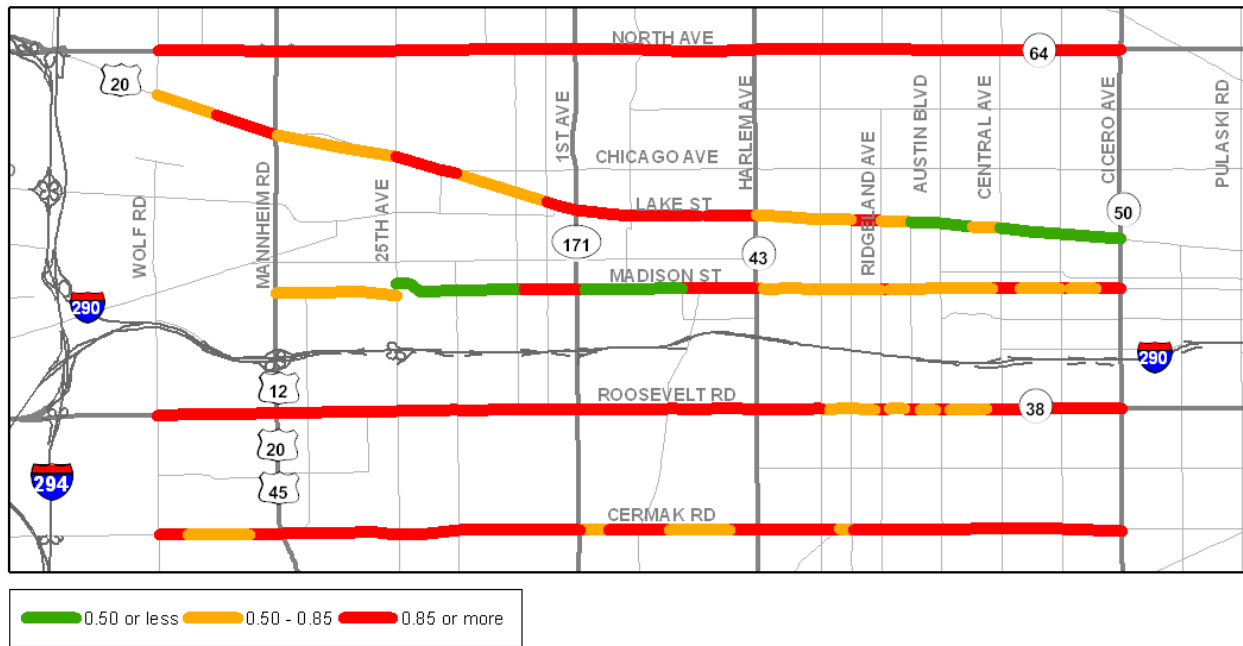 NORTH AVE
64
20
1ST AVE
HARLEM AVE
AUSTIN BLVD
CENTRAL AVE
CICERO AVE
PULASKI RD
CHICAGO AVE
RIDGELAND AVE
WOLF RD
MANNHEIM RD
25TH AVE
LAKE ST
50
171
43
MADISON ST
290
290
12
ROOSEVELT RD
38
20
294
45
CERMAK RD
0.50 or less
0.50 - 0.85
0.85 or more